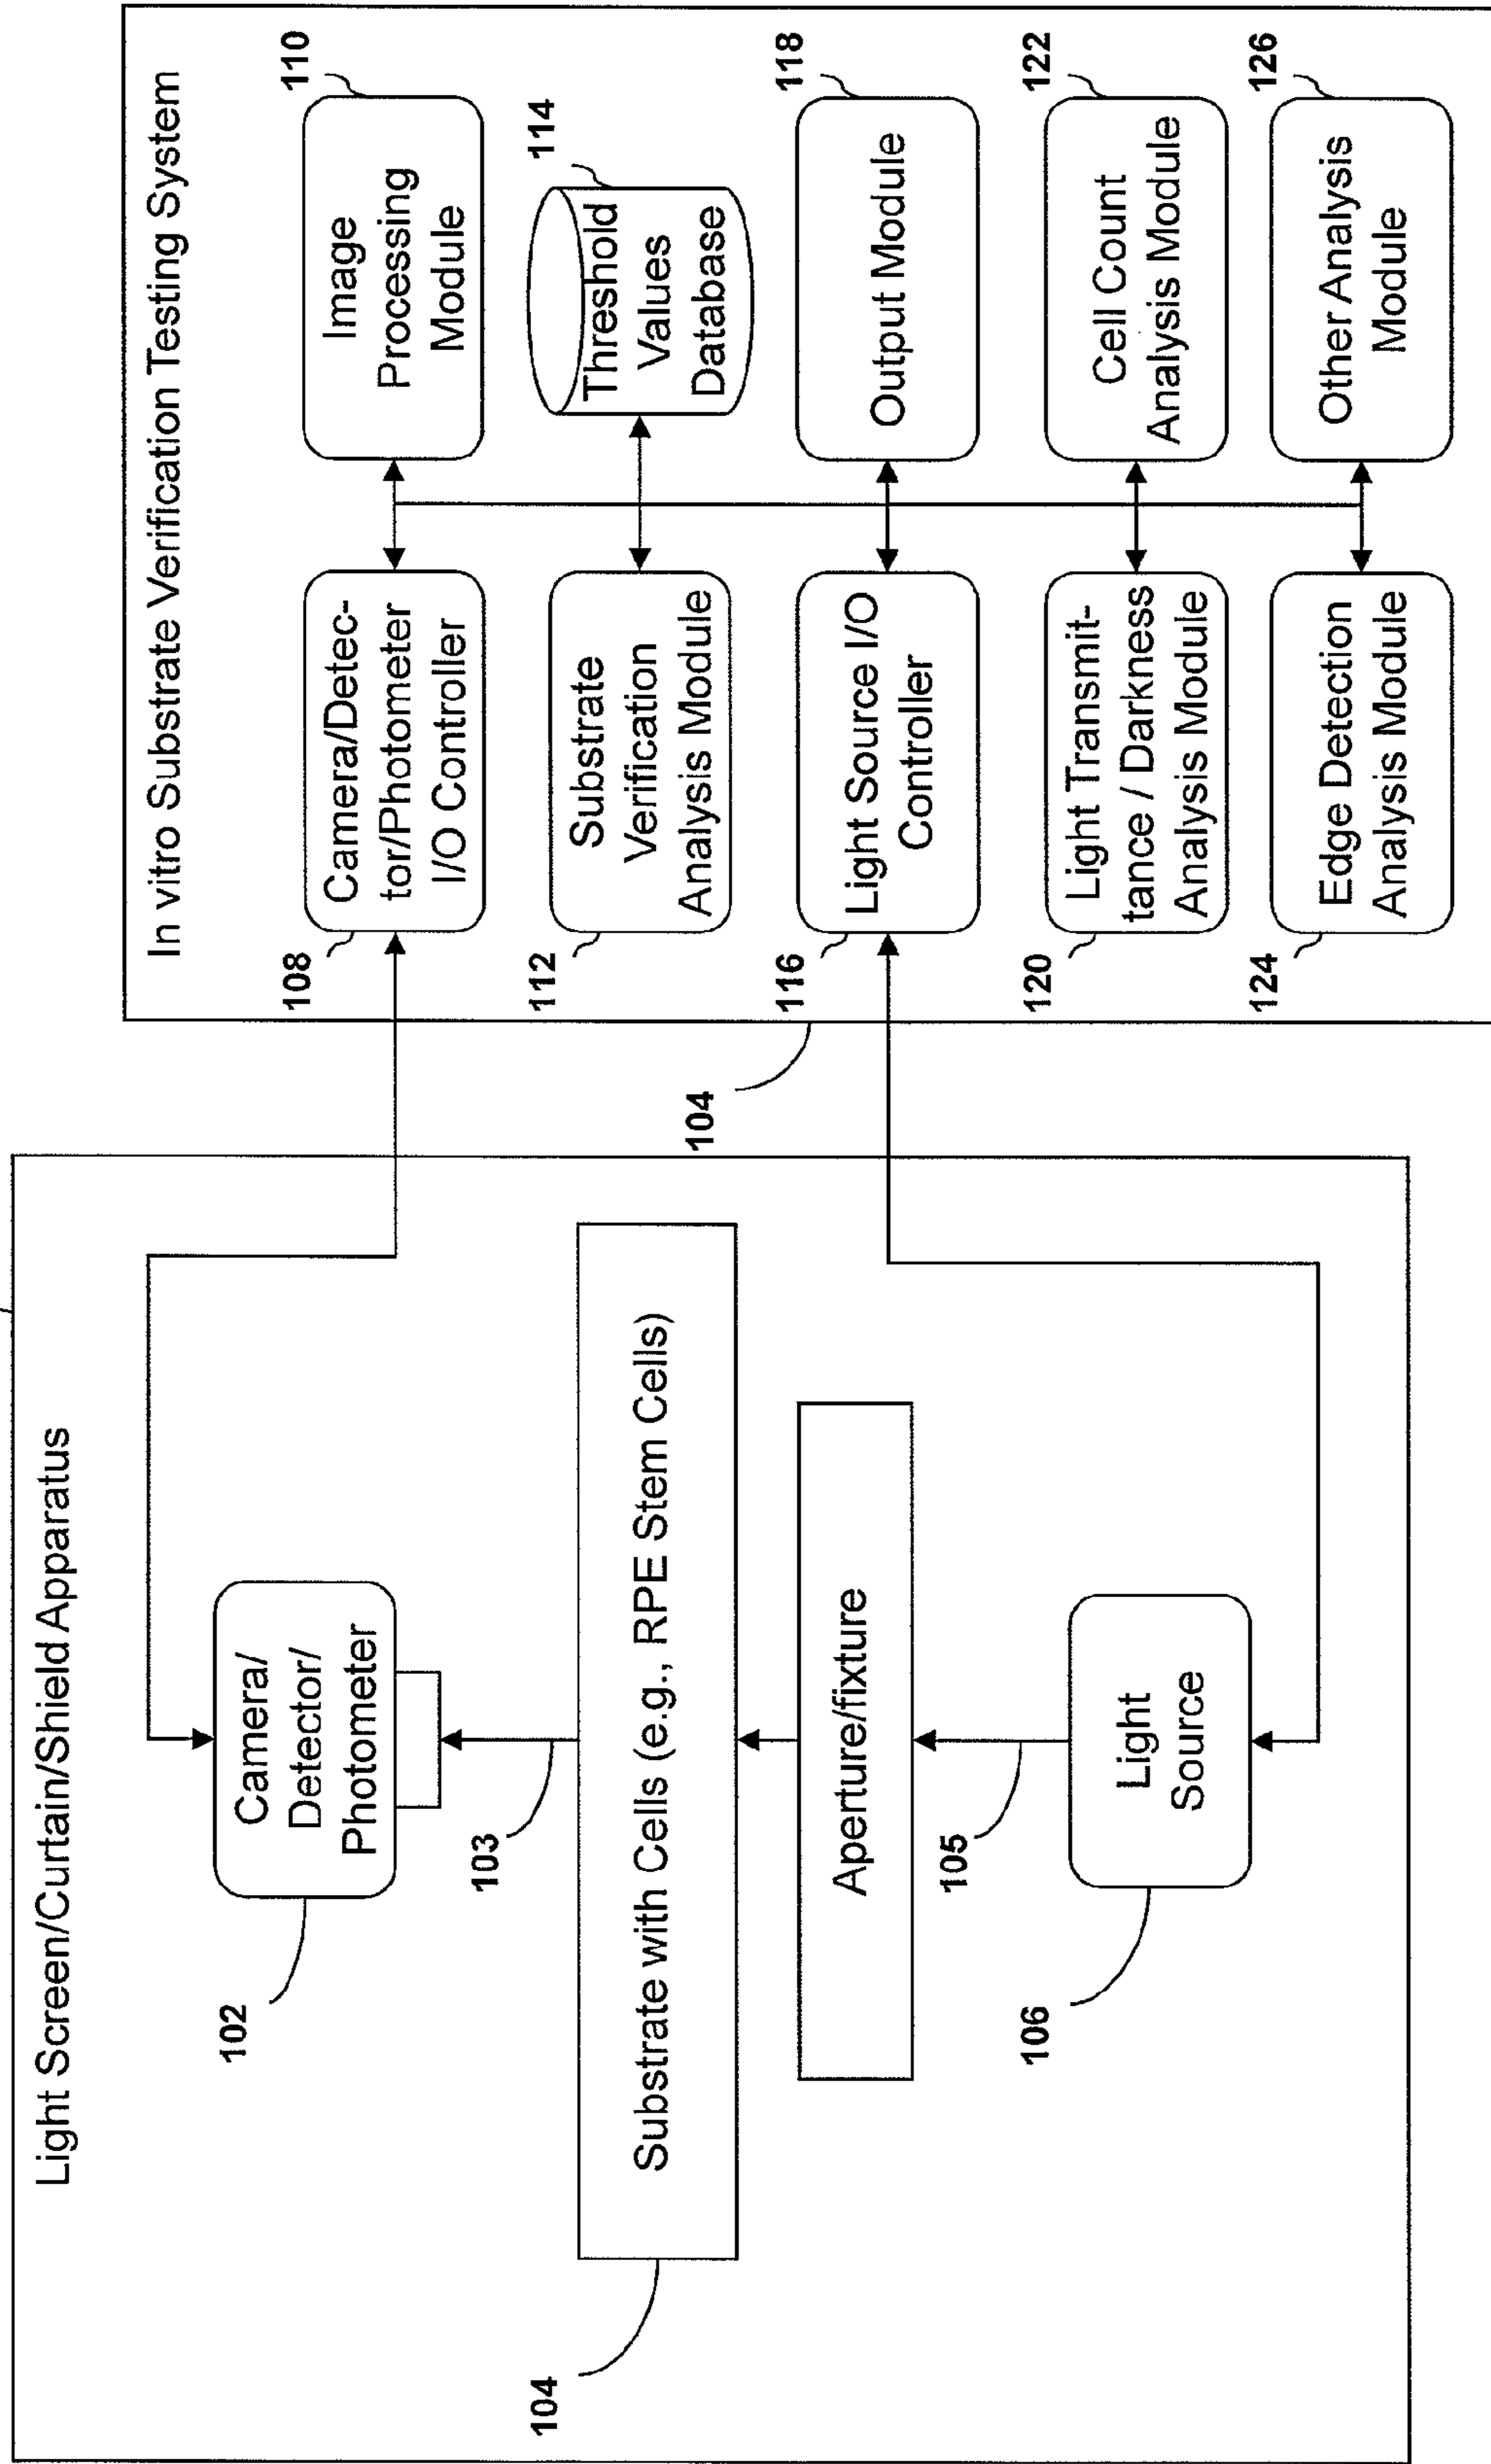 Light Screen/Curtain/Shield Apparatus
102
Camera/
Detector/
Photometer
103
104
Substrate with Cells (e.g., RPE Stem Cells)
Aperture/fixture
105
106
Light
Source
104
In vitro Substrate Verification Testing System
108
Camera/Detec-
tor/Photometer
I/O Controller
110
Image
Processing
Module
112
Substrate
Verification
Analysis Module
114
Threshold
Values
Database
116
Light Source I/O
Controller
118
Output Module
120
Light Transmit-
tance / Darkness
Analysis Module
122
Cell Count
Analysis Module
124
Edge Detection
Analysis Module
126
Other Analysis
Module